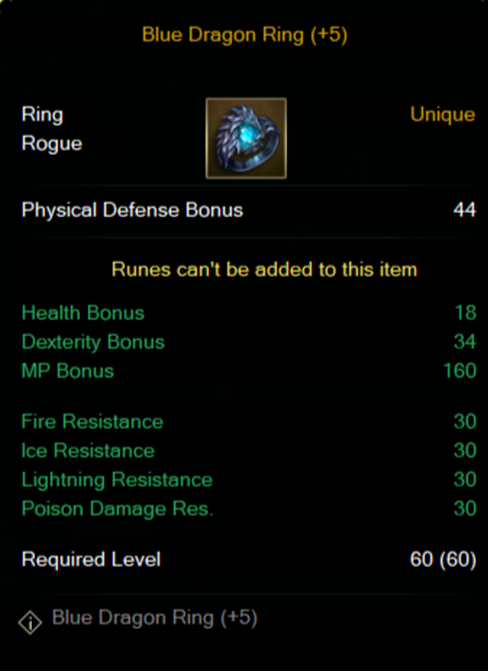 Blue Dragon Ring (+5)
Ring
Unique
Rogue
Physical Defense Bonus 44
Runes can't be added to this item
Health Bonus 18
Dexterity Bonus 34
MP Bonus 160
Fire Resistance 30
Ice Resistance 30
Lightning Resistance 30
Poison Damage Res. 30
Required Level 60 (60)
Blue Dragon Ring (+5)